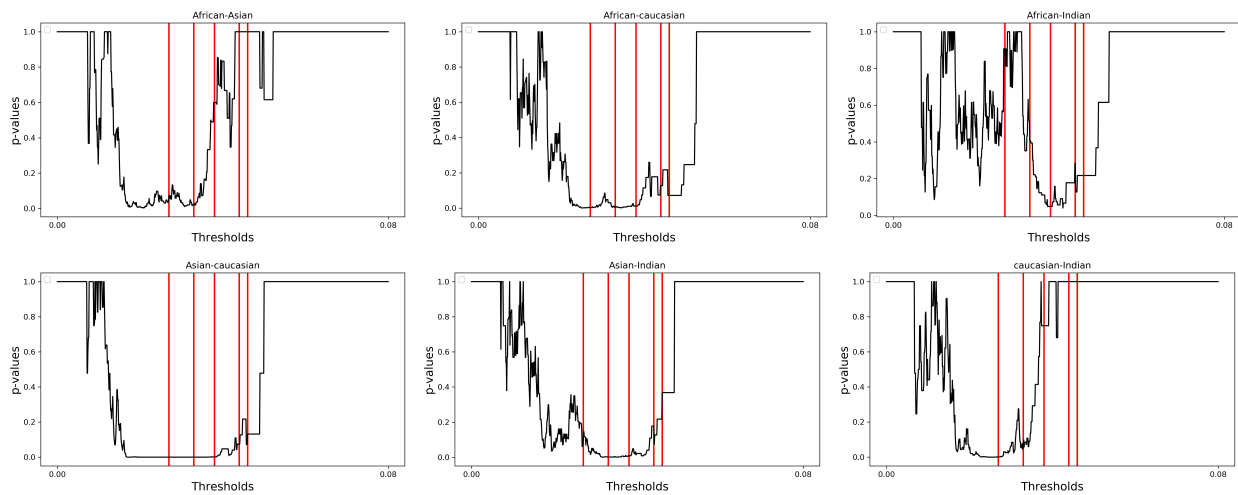 African-Asian
p-values
1.0
0.8
0.6
0.4
0.2
0.0
0.00
0.08
Thresholds
African-caucasian
p-values
1.0
0.8
0.6
0.4
0.2
0.0
0.00
0.08
Thresholds
African-Indian
p-values
1.0
0.8
0.6
0.4
0.2
0.0
0.00
0.08
Thresholds
Asian-caucasian
p-values
1.0
0.8
0.6
0.4
0.2
0.0
0.00
0.08
Thresholds
Asian-Indian
p-values
1.0
0.8
0.6
0.4
0.2
0.0
0.00
0.08
Thresholds
caucasian-Indian
p-values
1.0
0.8
0.6
0.4
0.2
0.0
0.00
0.08
Thresholds